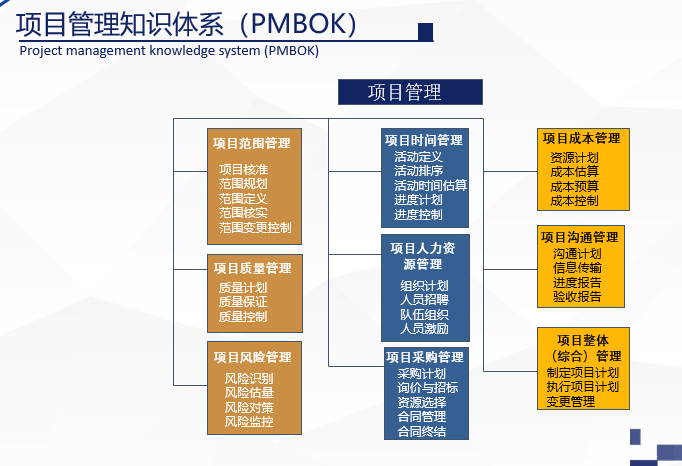 项目管理知识体系（PMBOK）
Project management knowledge system (PMBOK)
项目管理
项目范围管理
项目核准
范围规划
范围定义
范围核实
范围变更控制
项目质量管理
质量计划
质量保证
质量控制
项目风险管理
风险识别
风险估量
风险对策
风险监控
项目时间管理
活动定义
活动排序
活动时间估算
进度计划
进度控制
项目人力资
源管理
组织计划
人员招聘
队伍组织
人员激励
项目采购管理
采购计划
询价与招标
资源选择
合同管理
合同终结
项目成本管理
资源计划
成本估算
成本预算
成本控制
项目沟通管理
沟通计划
信息传输
进度报告
验收报告
项目整体
（综合）管理
制定项目计划
执行项目计划
变更管理